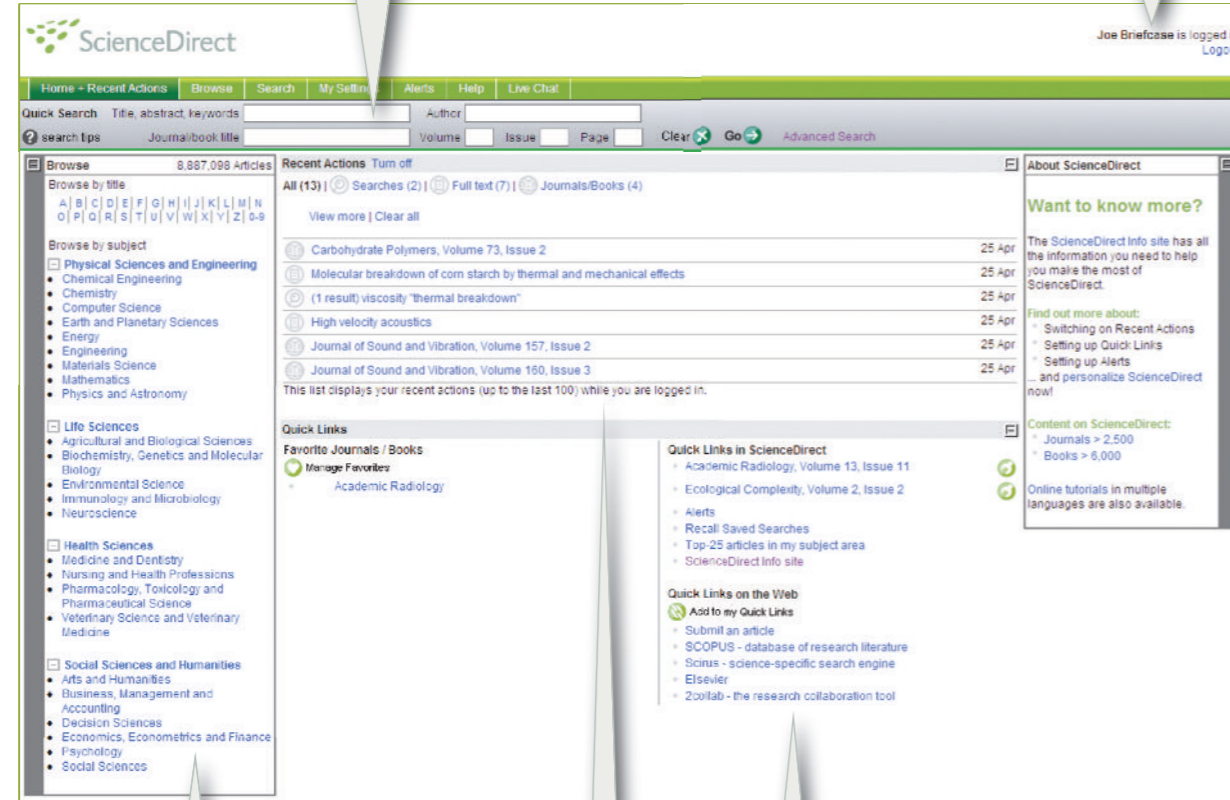 ScienceDirect
Joe Briefcase is logged
Home + Recent Actions Browse Search My Settings Alerts Help Live Chat
Quick Search Title, abstract, keywords Author
search tips Journal/book title Volume Issue Page Clear Go Advanced Search
Browse 8,887,098 Articles
Browse by title
A| B| C| D| E| F| G| H| I| J| K| L| M| N
O| P| Q| R| S| T| U| V| W| X| Y| Z| 0-9
Browse by subject
Physical Sciences and Engineering
Chemical Engineering
Chemistry
Computer Science
Earth and Planetary Sciences
Energy
Engineering
Materials Science
Mathematics
Physics and Astronomy
Life Sciences
Agricultural and Biological Sciences
Biochemistry, Genetics and Molecular
Biology
Environmental Science
Immunology and Microbiology
Neuroscience
Health Sciences
Medicine and Dentistry
Nursing and Health Professions
Pharmacology, Toxicology and
Pharmaceutical Science
Veterinary Science and Veterinary
Medicine
Social Sciences and Humanities
Arts and Humanities
Business, Management and
Accounting
Decision Sciences
Economics, Econometrics and Finance
Psychology
Social Sciences
Recent Actions Turn off
All (13) | Searches (2) | Full text (7) | Journals/Books (4)
View more | Clear all
Carbohydrate Polymers, Volume 73, Issue 2 25 Apr
Molecular breakdown of corn starch by thermal and mechanical effects 25 Apr
(1 result) viscosity "thermal breakdown" 25 Apr
High velocity acoustics 25 Apr
Journal of Sound and Vibration, Volume 157, Issue 2 25 Apr
Journal of Sound and Vibration, Volume 160, Issue 3 25 Apr
This list displays your recent actions (up to the last 100) while you are logged in.
Quick Links
Favorite Journals / Books
Manage Favorites
Academic Radiology
Quick Links in ScienceDirect
Academic Radiology, Volume 13, Issue 11
Ecological Complexity, Volume 2, Issue 2
Alerts
Recall Saved Searches
Top-25 articles in my subject area
ScienceDirect Info site
Quick Links on the Web
Add to my Quick Links
Submit an article
SCOPUS - database of research literature
Scirus - science-specific search engine
Elsevier
2collab - the research collaboration tool
About ScienceDirect
Want to know more?
The ScienceDirect Info site has all
the information you need to help
you make the most of
ScienceDirect.
Find out more about:
Switching on Recent Actions
Setting up Quick Links
Setting up Alerts
... and personalize ScienceDirect
now!
Content on ScienceDirect:
Journals > 2,500
Books > 6,000
Online tutorials in multiple
languages are also available.